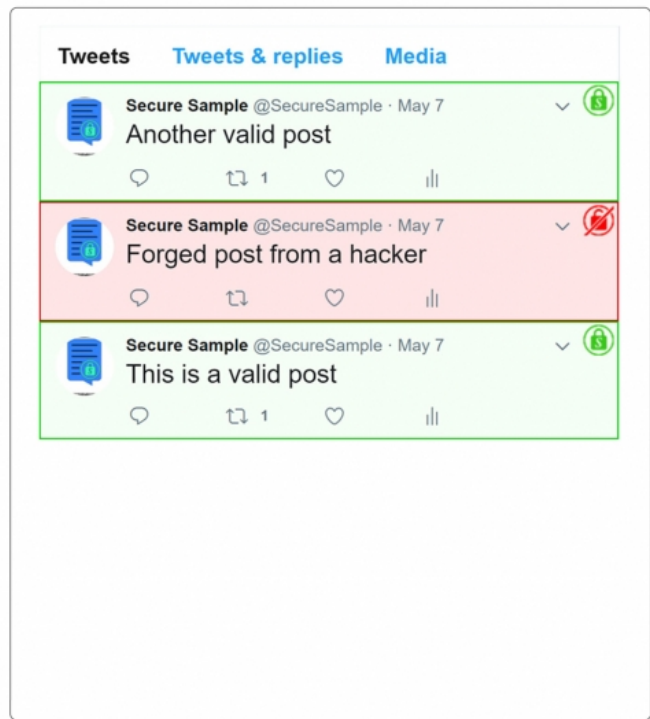 Tweets Tweets & replies Media
Secure Sample @SecureSample · May 7
Another valid post
1
Secure Sample @SecureSample · May 7
Forged post from a hacker
Secure Sample @SecureSample · May 7
This is a valid post
1